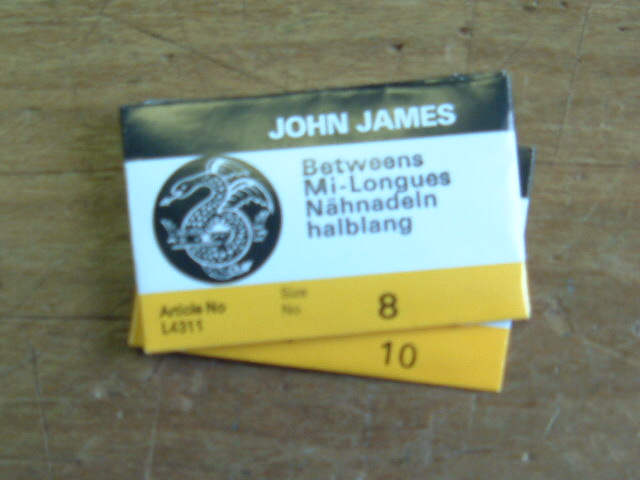 JOHN JAMES
Betweens
Mi-Longues
Nähnadeln
halblang
Article No
L4311
Size
No
8
10